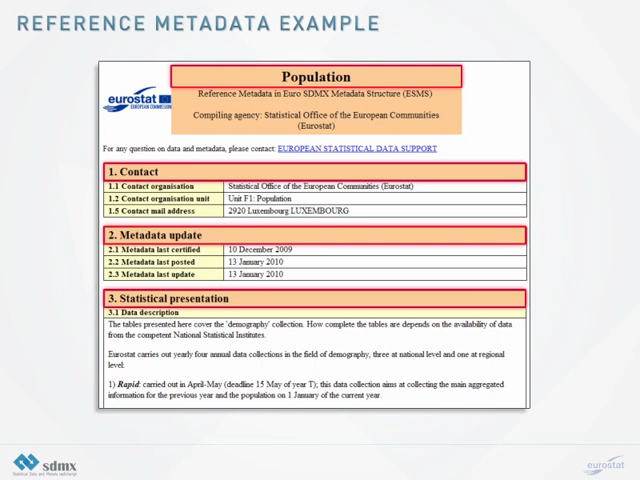 REFERENCE METADATA EXAMPLE
Population
Reference Metadata in Euro SDMX Metadata Structure (ESMS)
eurostat
EUROPEAN COMMISSION
Compiling agency: Statistical Office of the European Communities
(Eurostat)
For any question on data and metadata, please contact: EUROPEAN STATISTICAL DATA SUPPORT
1. Contact
1.1 Contact organisation Statistical Office of the European Communities (Eurostat)
1.2 Contact organisation unit Unit F1: Population
1.5 Contact mail address 2920 Luxembourg LUXEMBOURG
2. Metadata update
2.1 Metadata last certified 10 December 2009
2.2 Metadata last posted 13 January 2010
2.3 Metadata last update 13 January 2010
3. Statistical presentation
3.1 Data description
The tables presented here cover the 'demography' collection. How complete the tables are depends on the availability of data
from the competent National Statistical Institutes.
Eurostat carries out yearly four annual data collections in the field of demography, three at national level and one at regional
level:
1) Rapid: carried out in April-May (deadline 15 May of year T); this data collection aims at collecting the main aggregated
information for the previous year and the population on 1 January of the current year.
sdmx
Statistical Data and Metadata eXchange
eurostat